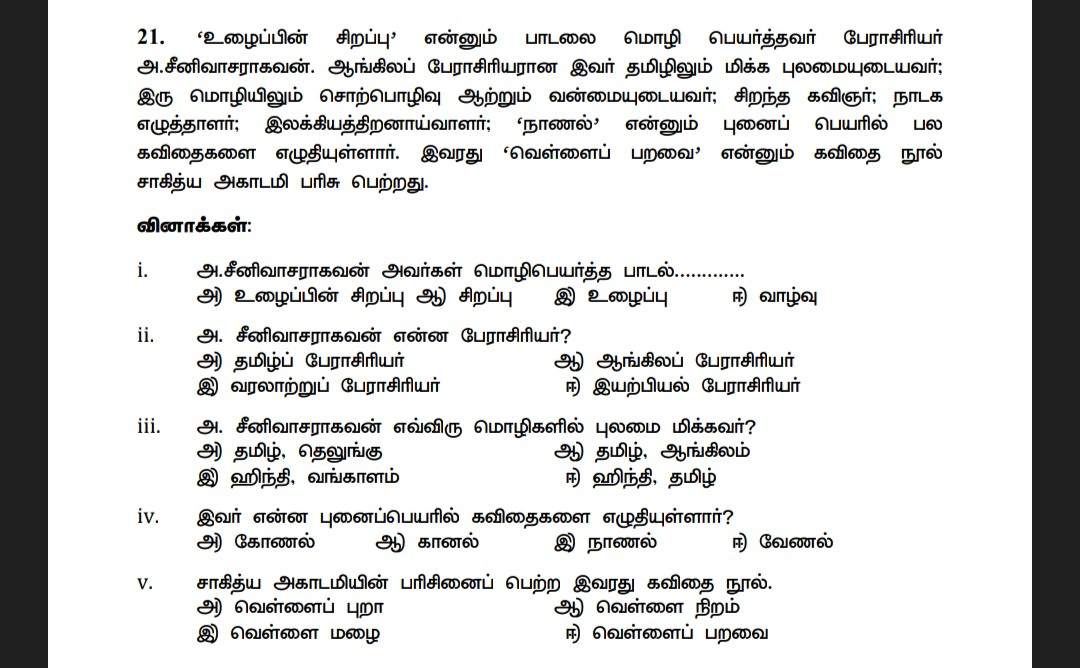 21. ‘உழைப்பின் சிறப்பு’ என்னும் பாடலை மொழி பெயர்த்தவர் பேராசிரியர்
அ.சீனிவாசராகவன். ஆங்கிலப் பேராசிரியரான இவர் தமிழிலும் மிக்க புலமையுடையவர்;
இரு மொழியிலும் சொற்பொழிவு ஆற்றும் வன்மையுடையவர்; சிறந்த கவிஞர்; நாடக
எழுத்தாளர்; இலக்கியத்திறனாய்வாளர்; ‘நாணல்’ என்னும் புனைப் பெயரில் பல
கவிதைகளை எழுதியுள்ளார். இவரது ‘வெள்ளைப் பறவை’ என்னும் கவிதை நூல்
சாகித்ய அகாடமி பரிசு பெற்றது.
வினாக்கள்:
i. அ.சீனிவாசராகவன் அவர்கள் மொழிபெயர்த்த பாடல்.............
அ) உழைப்பின் சிறப்பு ஆ) சிறப்பு இ) உழைப்பு ஈ) வாழ்வு
ii. அ. சீனிவாசராகவன் என்ன பேராசிரியர்?
அ) தமிழ்ப் பேராசிரியர் ஆ) ஆங்கிலப் பேராசிரியர்
இ) வரலாற்றுப் பேராசிரியர் ஈ) இயற்பியல் பேராசிரியர்
iii. அ. சீனிவாசராகவன் எவ்விரு மொழிகளில் புலமை மிக்கவர்?
அ) தமிழ், தெலுங்கு ஆ) தமிழ், ஆங்கிலம்
இ) ஹிந்தி, வங்காளம் ஈ) ஹிந்தி, தமிழ்
iv. இவர் என்ன புனைப்பெயரில் கவிதைகளை எழுதியுள்ளார்?
அ) கோணல் ஆ) கானல் இ) நாணல் ஈ) வேணல்
v. சாகித்ய அகாடமியின் பரிசினைப் பெற்ற இவரது கவிதை நூல்.
அ) வெள்ளைப் புறா ஆ) வெள்ளை நிறம்
இ) வெள்ளை மழை ஈ) வெள்ளைப் பறவை